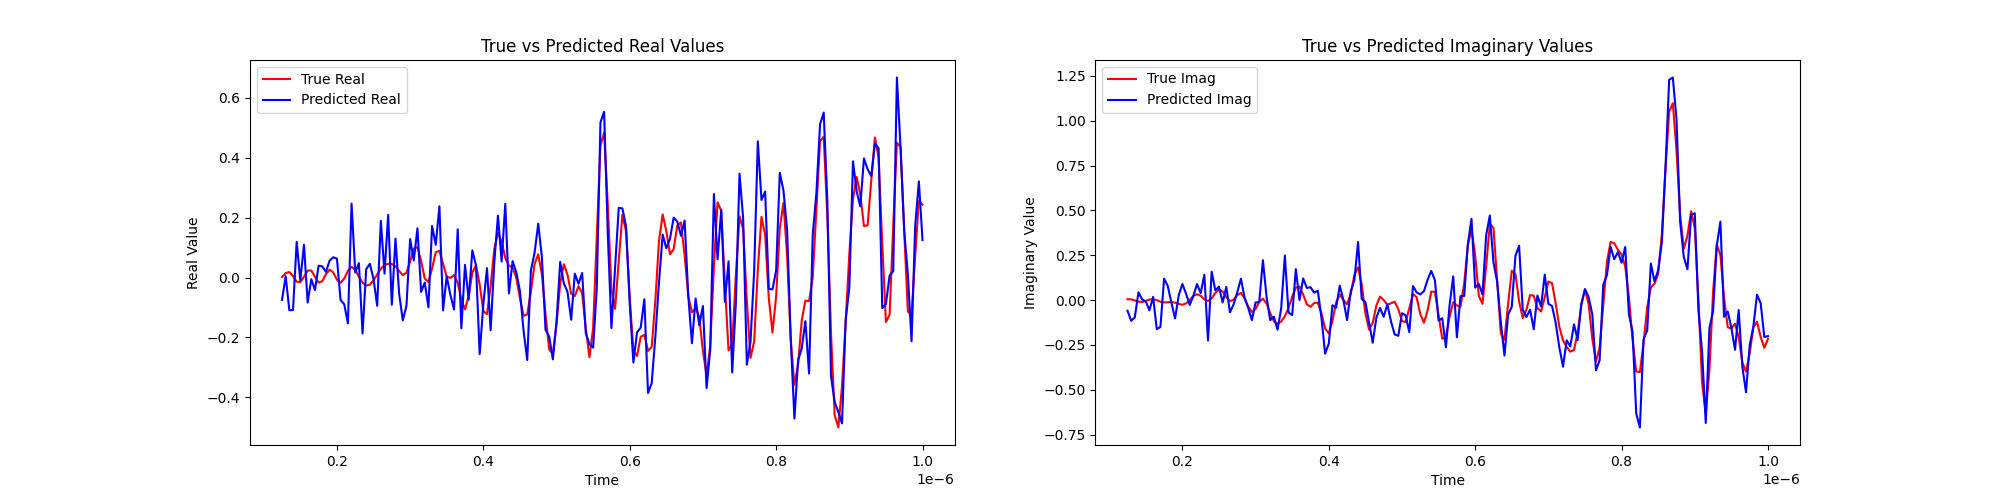 True vs Predicted Real Values
True Real
Predicted Real
Real Value
0.6
0.4
0.2
0.0
−0.2
−0.4
0.2
0.4
0.6
0.8
1.0
1e−6
Time
True vs Predicted Imaginary Values
True Imag
Predicted Imag
Imaginary Value
1.25
1.00
0.75
0.50
0.25
0.00
−0.25
−0.50
−0.75
0.2
0.4
0.6
0.8
1.0
1e−6
Time